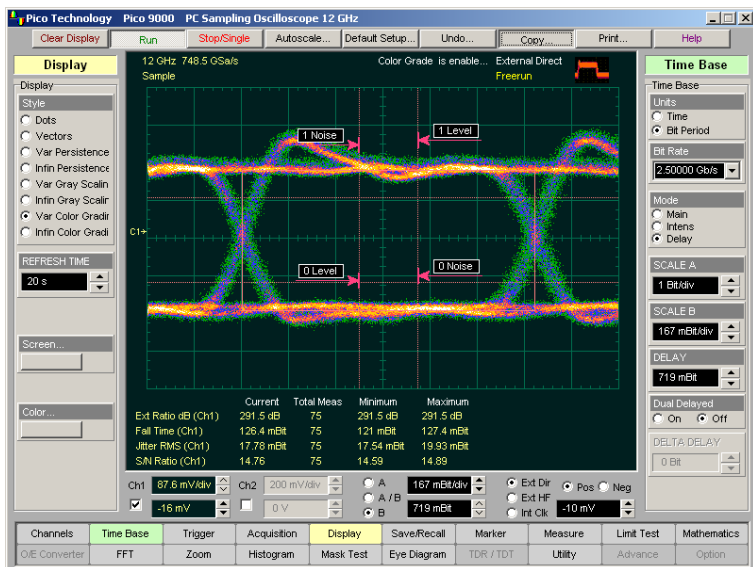 Pico Technology Pico 9000 PC Sampling Oscilloscope 12 GHz
Clear Display Run Stop/Single Autoscale... Default Setup... Undo... Copy... Print... Help
Display
Display
Style
Dots
Vectors
Var Persistence
Infin Persistence
Var Gray Scalin
Infin Gray Scalin
Var Color Gradin
Infin Color Gradi
REFRESH TIME
20 s
Screen...
Color...
12 GHz 748.5 GSa/s Color Grade is enable... External Direct
Sample Freerun
1 Noise 1 Level
C1
0 Level 0 Noise
Current Total Meas Minimum Maximum
Ext Ratio dB (Ch1) 291.5 dB 75 291.5 dB 291.5 dB
Fall Time (Ch1) 126.4 mBit 75 121 mBit 127.4 mBit
Jitter RMS (Ch1) 17.78 mBit 75 17.54 mBit 19.93 mBit
S/N Ratio (Ch1) 14.76 75 14.59 14.89
Time Base
Time Base
Units
Time
Bit Period
Bit Rate
2.50000 Gb/s
Mode
Main
Intens
Delay
SCALE A
1 Bit/div
SCALE B
167 mBit/div
DELAY
719 mBit
Dual Delayed
On Off
DELTA DELAY
0 Bit
Ch1 87.6 mV/div Ch2 200 mV/div A 167 mBit/div Ext Dir Pos Neg
A / B Ext HF
-16 mV 0 V B 719 mBit Int Clk -10 mV
Channels Time Base Trigger Acquisition Display Save/Recall Marker Measure Limit Test Mathematics
O/E Converter FFT Zoom Histogram Mask Test Eye Diagram TDR / TDT Utility Advance Option